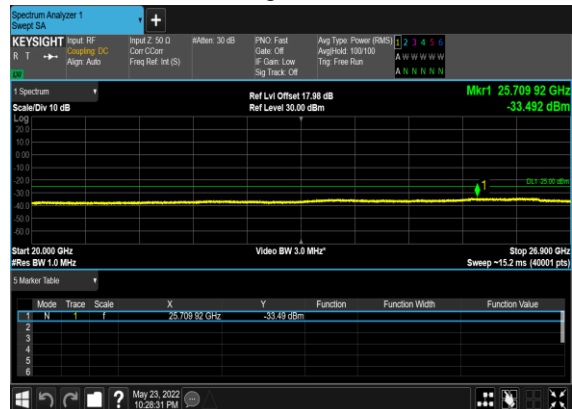 Spectrum Analyzer 1
Swept SA
+
KEYSIGHT Input: RF Input Z: 50 Ω #Atten: 30 dB PNO: Fast Avg Type: Power (RMS) 1 2 3 4 5 6
R T Coupling: DC Corr CCorr Gate: Off Avg|Hold: 100/100 A W W W W W
Align: Auto Freq Ref: Int (S) IF Gain: Low Trig: Free Run
Sig Track: Off A N N N N N
1 Spectrum Ref Lvl Offset 17.98 dB Mkr1 25.709 92 GHz
Scale/Div 10 dB Ref Level 30.00 dBm -33.492 dBm
Log
20.0
10.0
0.00
-10.0
-20.0
1 DL1 -25.00 dBm
-30.0
-40.0
-50.0
-60.0
Start 20.000 GHz Video BW 3.0 MHz* Stop 26.900 GHz
#Res BW 1.0 MHz Sweep ~15.2 ms (40001 pts)
5 Marker Table
Mode Trace Scale X Y Function Function Width Function Value
1 N 1 f 25.709 92 GHz -33.49 dBm
2
3
4
5
6
? May 23, 2022
10:28:31 PM